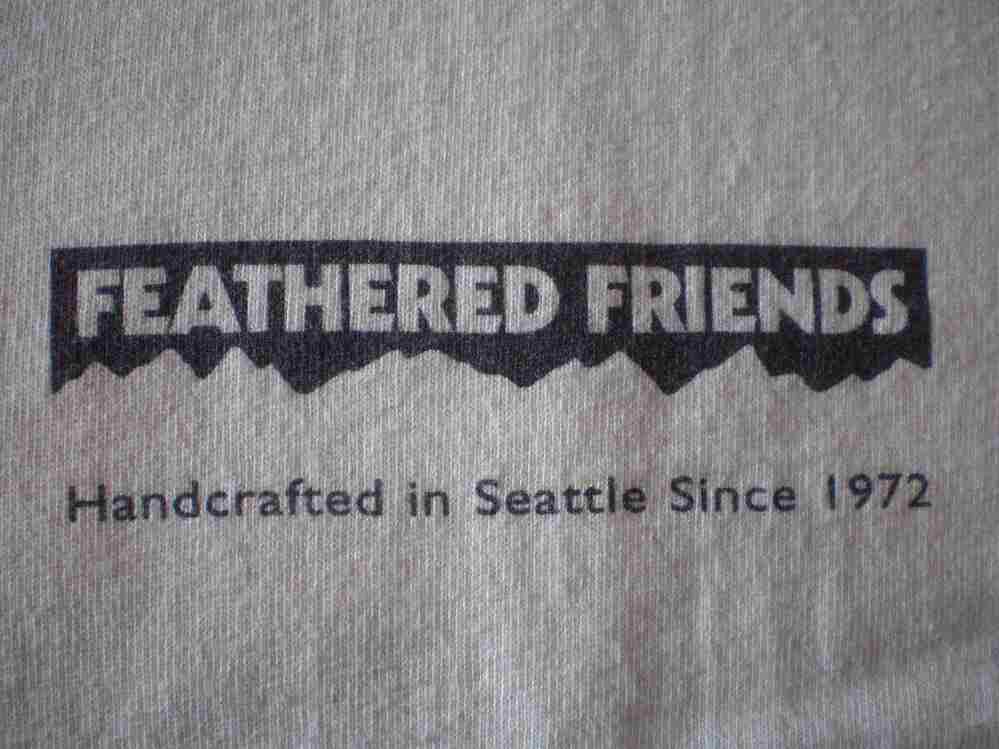 FEATHERED FRIENDS
Handcrafted in Seattle Since 1972